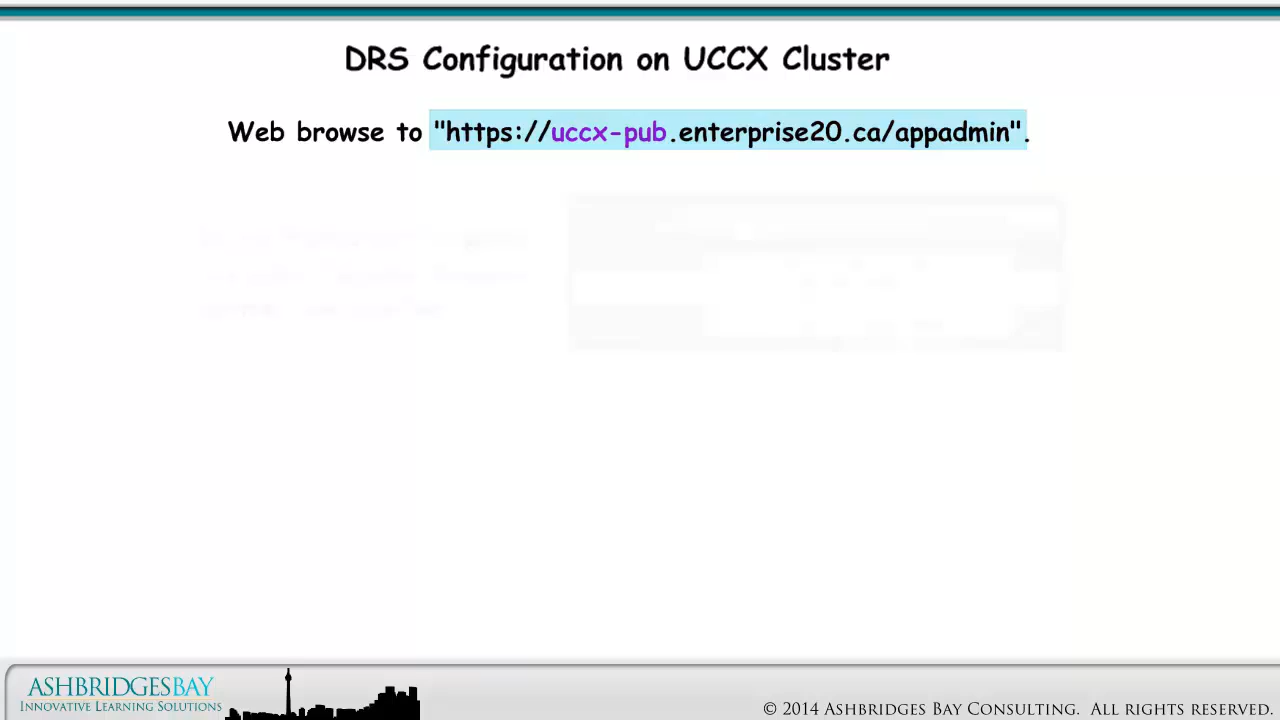 DRS Configuration on UCCX Cluster
Web browse to "https://uccx-pub.enterprise20.ca/appadmin".
ASHBRIDGESBAY
INNOVATIVE LEARNING SOLUTIONS
© 2014 ASHBRIDGES BAY CONSULTING. ALL RIGHTS RESERVED.